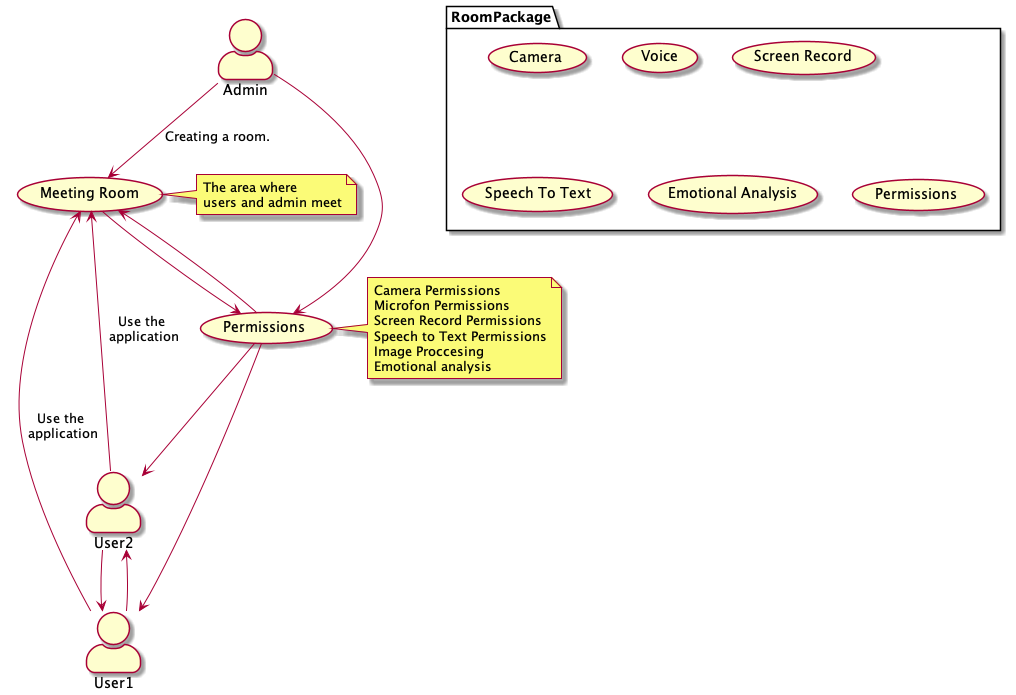 RoomPackage
Camera
Voice
Screen Record
Speech To Text
Emotional Analysis
Permissions
Admin
Creating a room.
Meeting Room
The area where
users and admin meet
Permissions
Camera Permissions
Microfon Permissions
Screen Record Permissions
Speech to Text Permissions
Image Proccesing
Emotional analysis
Use the
application
Use the
application
User2
User1